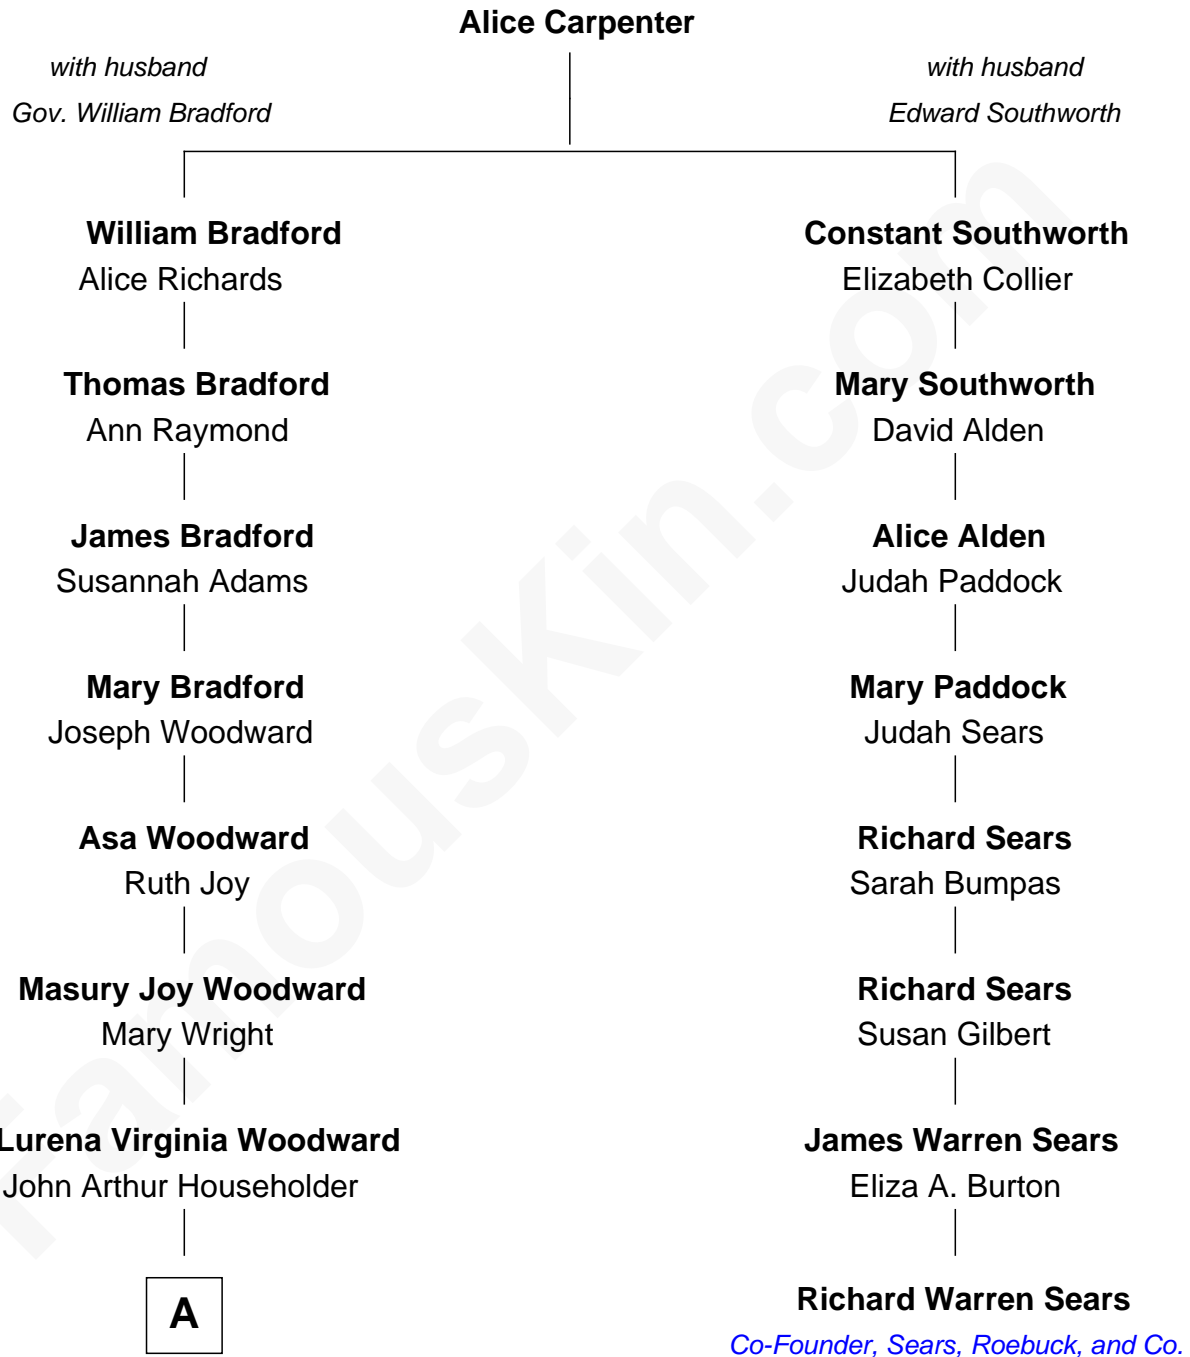 Alice Carpenter
with husband
Gov. William Bradford
with husband
Edward Southworth
William Bradford
Alice Richards
Constant Southworth
Elizabeth Collier
Thomas Bradford
Ann Raymond
Mary Southworth
David Alden
James Bradford
Susannah Adams
Alice Alden
Judah Paddock
Mary Bradford
Joseph Woodward
Mary Paddock
Judah Sears
Asa Woodward
Ruth Joy
Richard Sears
Sarah Bumpas
Masury Joy Woodward
Mary Wright
Richard Sears
Susan Gilbert
Lurena Virginia Woodward
John Arthur Householder
James Warren Sears
Eliza A. Burton
A
Richard Warren Sears
Co-Founder, Sears, Roebuck, and Co.
FamousKin.com